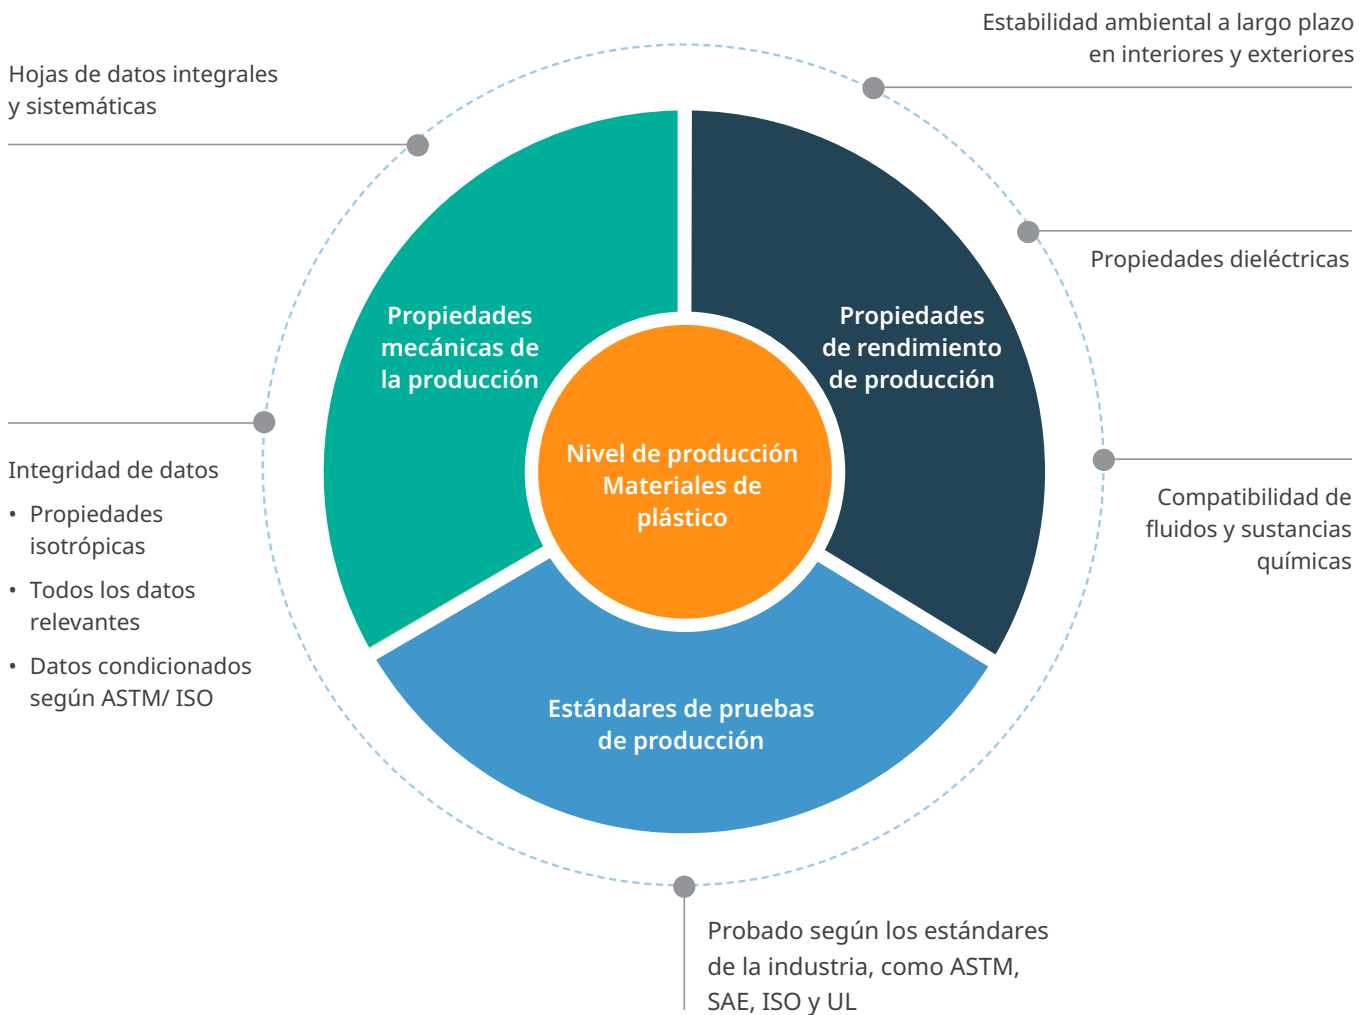 Estabilidad ambiental a largo plazo
en interiores y exteriores
Hojas de datos integrales
y sistemáticas
Propiedades dieléctricas
Propiedades
mecánicas de
la producción
Propiedades
de rendimiento
de producción
Nivel de producción
Materiales de
plástico
Integridad de datos
• Propiedades
isotrópicas
• Todos los datos
relevantes
• Datos condicionados
según ASTM/ ISO
Compatibilidad de
fluidos y sustancias
químicas
Estándares de pruebas
de producción
Probado según los estándares
de la industria, como ASTM,
SAE, ISO y UL